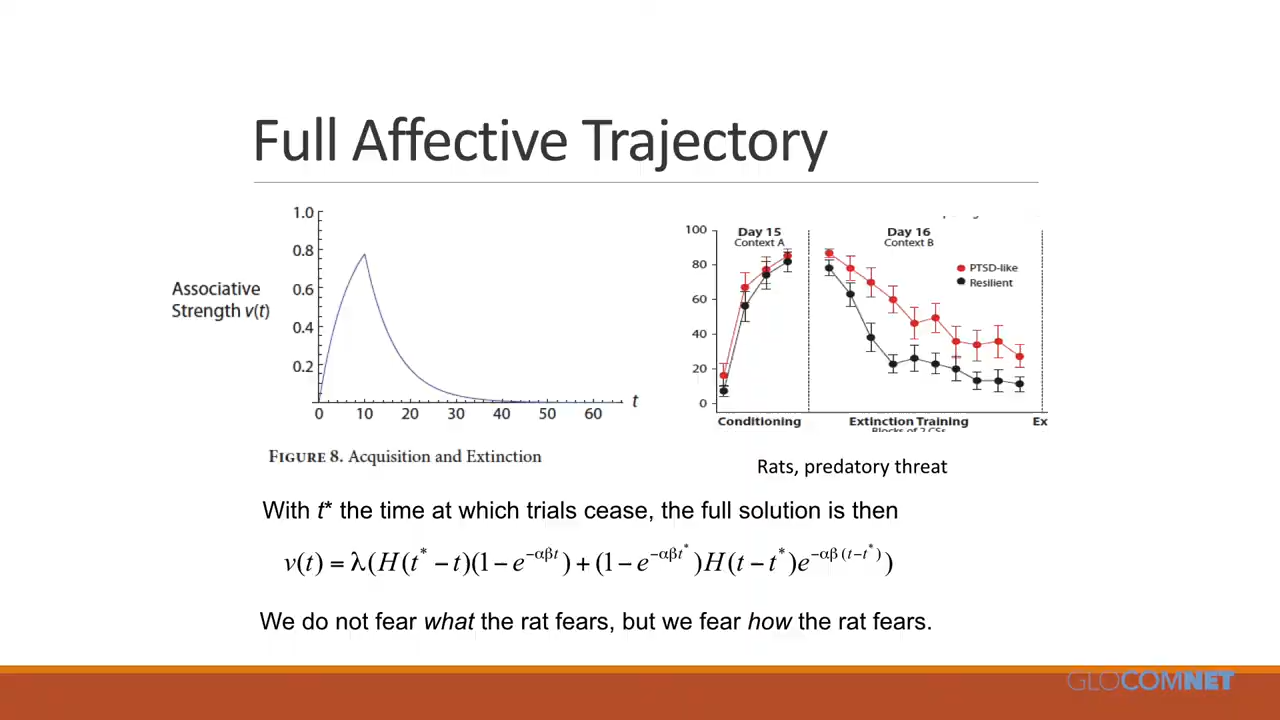 Full Affective Trajectory
1.0
0.8
0.6
0.4
0.2
Associative
Strength v(t)
0 10 20 30 40 50 60
t
FIGURE 8. Acquisition and Extinction
100
80
60
40
20
0
Day 15
Context A
Day 16
Context B
PTSD-like
Resilient
Conditioning
Extinction Training
Ex
Blocks of 2 CSs
Rats, predatory threat
With t* the time at which trials cease, the full solution is then
v(t) = λ(H(t* − t)(1 − e^−αβt) + (1 − e^−αβt*)H(t − t*)e^−αβ(t−t*))
We do not fear what the rat fears, but we fear how the rat fears.
GLOCOMNET